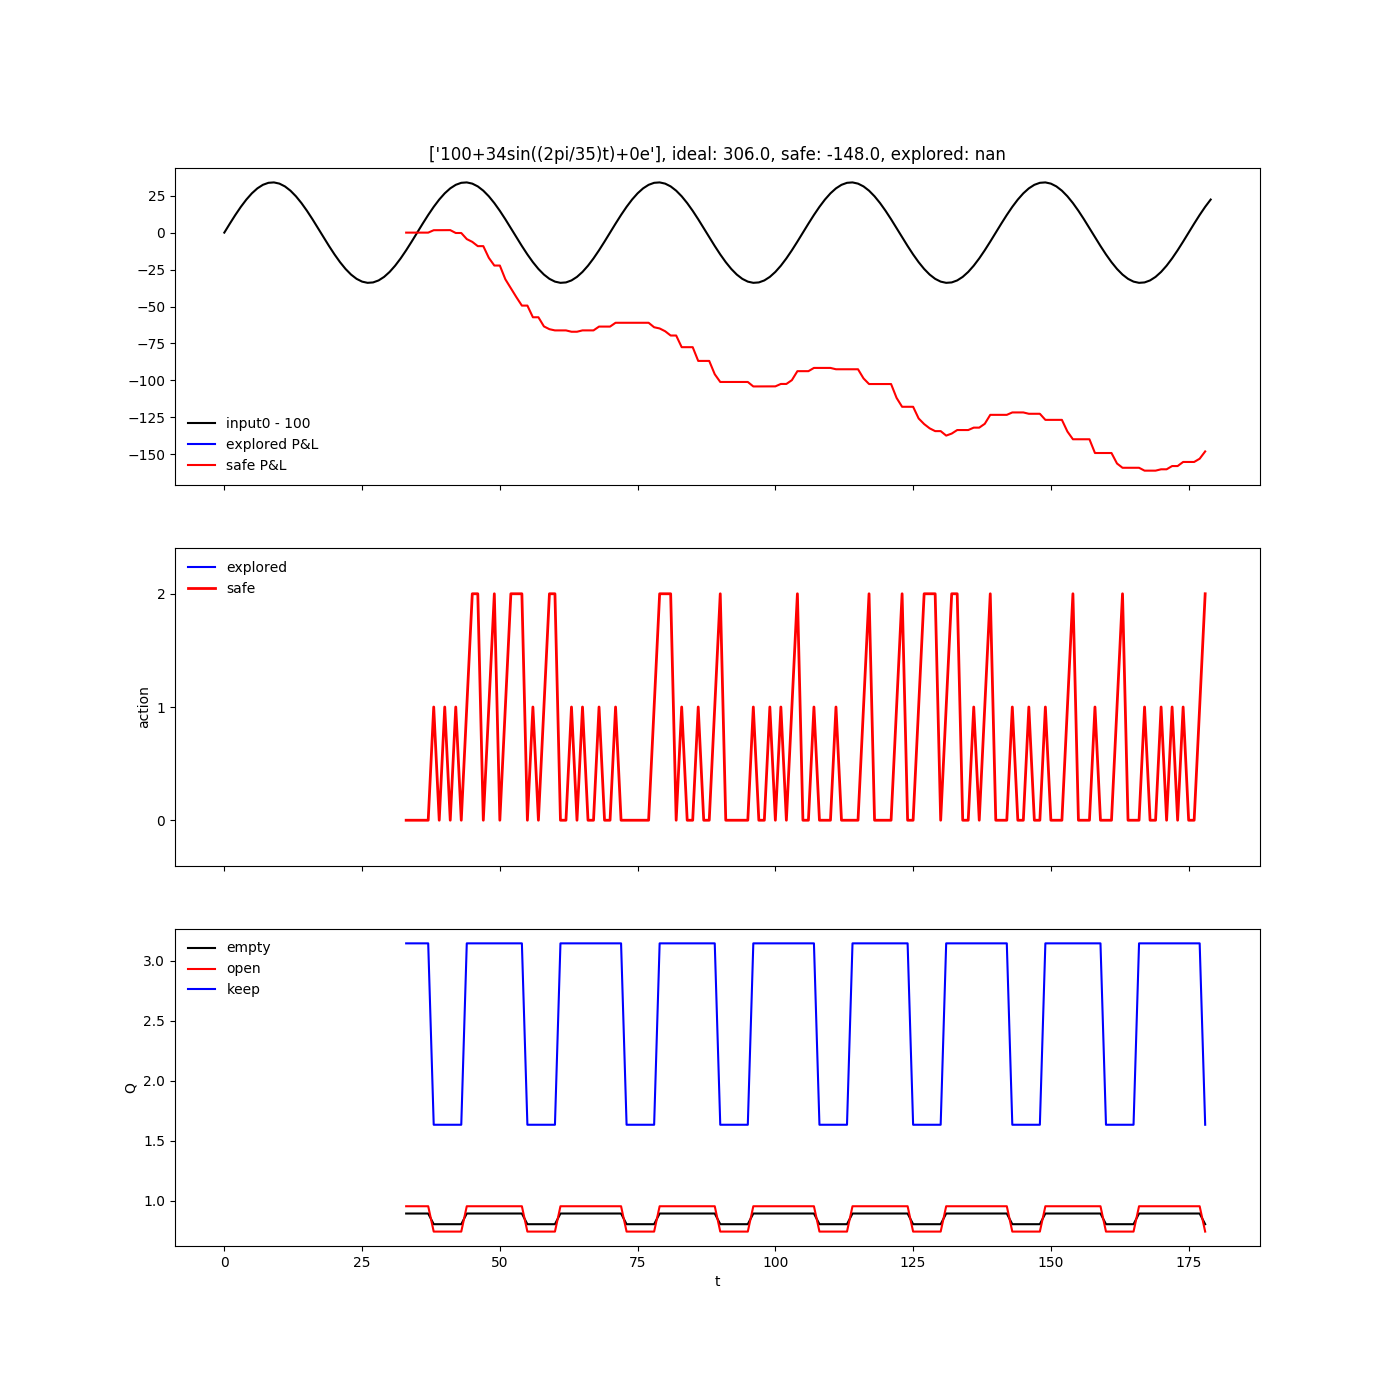 ['100+34sin((2pi/35)t)+0e'], ideal: 306.0, safe: -148.0, explored: nan
25
0
−25
−50
−75
−100
−125
−150
input0 - 100
explored P&L
safe P&L
explored
safe
2
1
0
action
empty
open
keep
3.0
2.5
2.0
1.5
1.0
Q
0 25 50 75 100 125 150 175
t